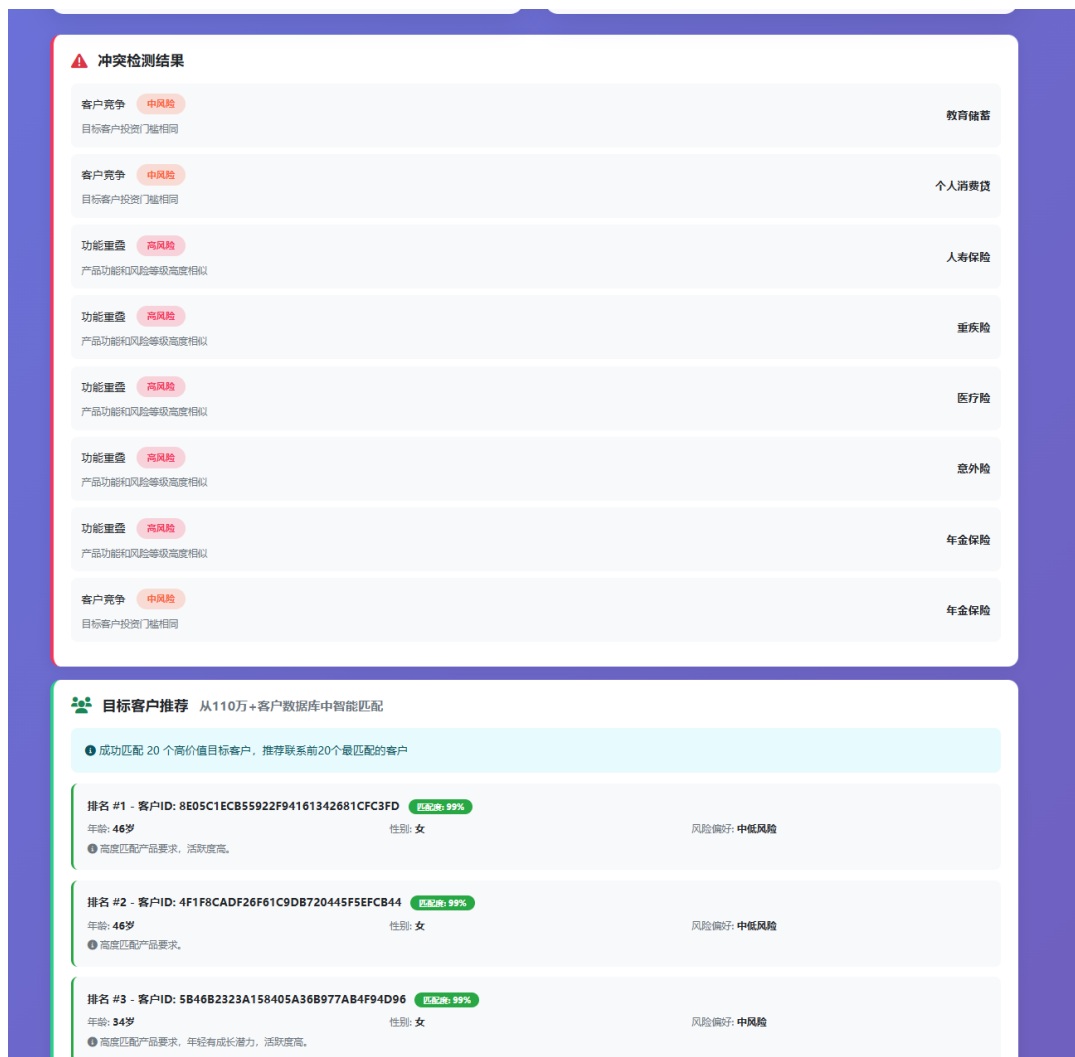 冲突检测结果
客户竞争 中风险
目标客户投资门槛相同
教育储蓄
客户竞争 中风险
目标客户投资门槛相同
个人消费贷
功能重叠 高风险
产品功能和风险等级高度相似
人寿保险
功能重叠 高风险
产品功能和风险等级高度相似
重疾险
功能重叠 高风险
产品功能和风险等级高度相似
医疗险
功能重叠 高风险
产品功能和风险等级高度相似
意外险
功能重叠 高风险
产品功能和风险等级高度相似
年金保险
客户竞争 中风险
目标客户投资门槛相同
年金保险
目标客户推荐 从110万+客户数据库中智能匹配
成功匹配 20 个高价值目标客户，推荐联系前20个最匹配的客户
排名 #1 - 客户ID: 8E05C1ECB55922F94161342681CFC3FD 匹配度: 99%
年龄: 46岁 性别: 女 风险偏好: 中低风险
高度匹配产品要求，活跃度高。
排名 #2 - 客户ID: 4F1F8CADF26F61C9DB720445F5EFCB44 匹配度: 99%
年龄: 46岁 性别: 女 风险偏好: 中低风险
高度匹配产品要求。
排名 #3 - 客户ID: 5B46B2323A158405A36B977AB4F94D96 匹配度: 99%
年龄: 34岁 性别: 女 风险偏好: 中风险
高度匹配产品要求，年轻有成长潜力，活跃度高。